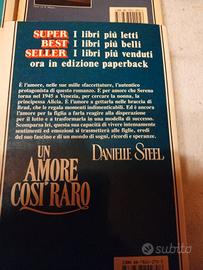 SUPER I libri più letti
BEST I libri più belli
SELLER I libri più venduti
ora in edizione paperback
È l'amore, nelle sue mille sfaccettature, l'autentico
protagonista di questo romanzo. È per amore che Serena
torna nel 1945 a Venezia, per cercare la nonna, la
principessa Alicia. È l'amore a gettarla nelle braccia di
Brad, che le regala momenti indimenticabili. Ed è ancora
l'amore per la figlia a farla reagire alla disperazione
per il lutto e a trasformarla in una modella di successo.
Scomparsa lei, questa sua capacità di vivere intensamente
sentimenti ed emozioni si trasmetterà alle figlie, eredi
del suo fascino e di un mondo di sogni, ricordi e speranze.
UN
AMORE
COSÌ RARO
DANIELLE STEEL
subito